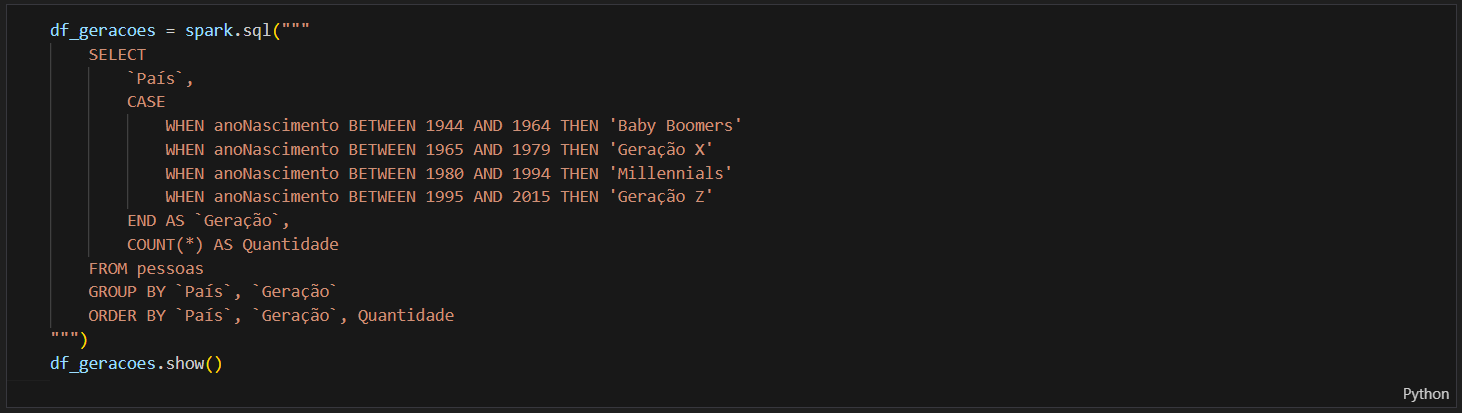 df_geracoes = spark.sql("""
SELECT
`País`,
CASE
WHEN anoNascimento BETWEEN 1944 AND 1964 THEN 'Baby Boomers'
WHEN anoNascimento BETWEEN 1965 AND 1979 THEN 'Geração X'
WHEN anoNascimento BETWEEN 1980 AND 1994 THEN 'Millennials'
WHEN anoNascimento BETWEEN 1995 AND 2015 THEN 'Geração Z'
END AS `Geração`,
COUNT(*) AS Quantidade
FROM pessoas
GROUP BY `País`, `Geração`
ORDER BY `País`, `Geração`, Quantidade
""")
df_geracoes.show()
Python